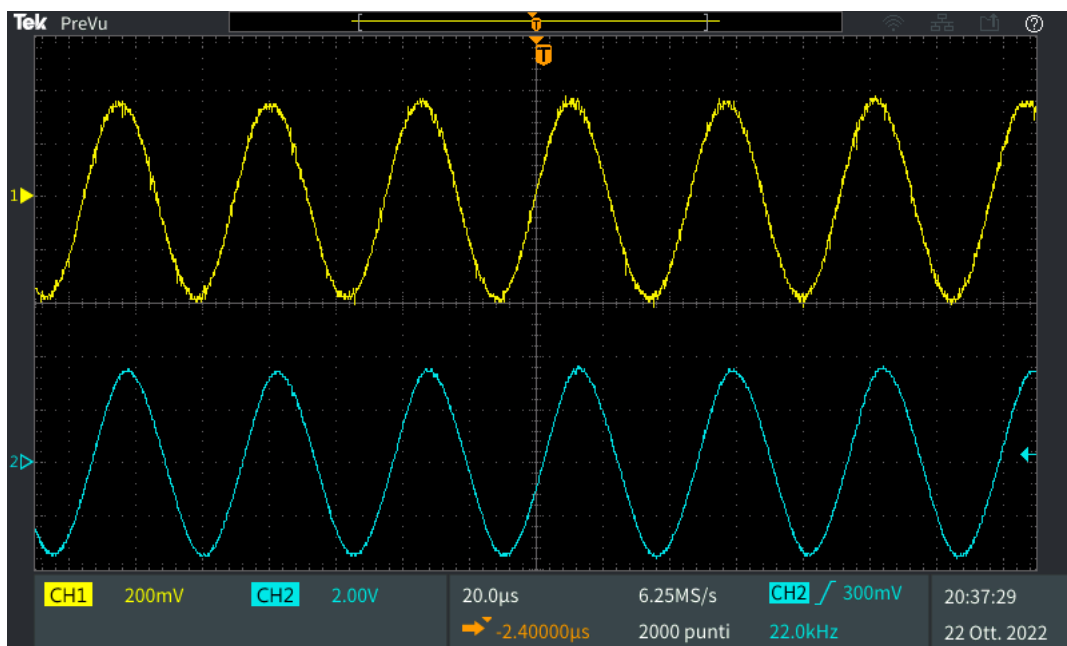 Tek PreVu
T
T
1
2
CH1 200mV CH2 2.00V 20.0µs 6.25MS/s CH2 300mV 20:37:29
-2.40000µs 2000 punti 22.0kHz 22 Ott. 2022